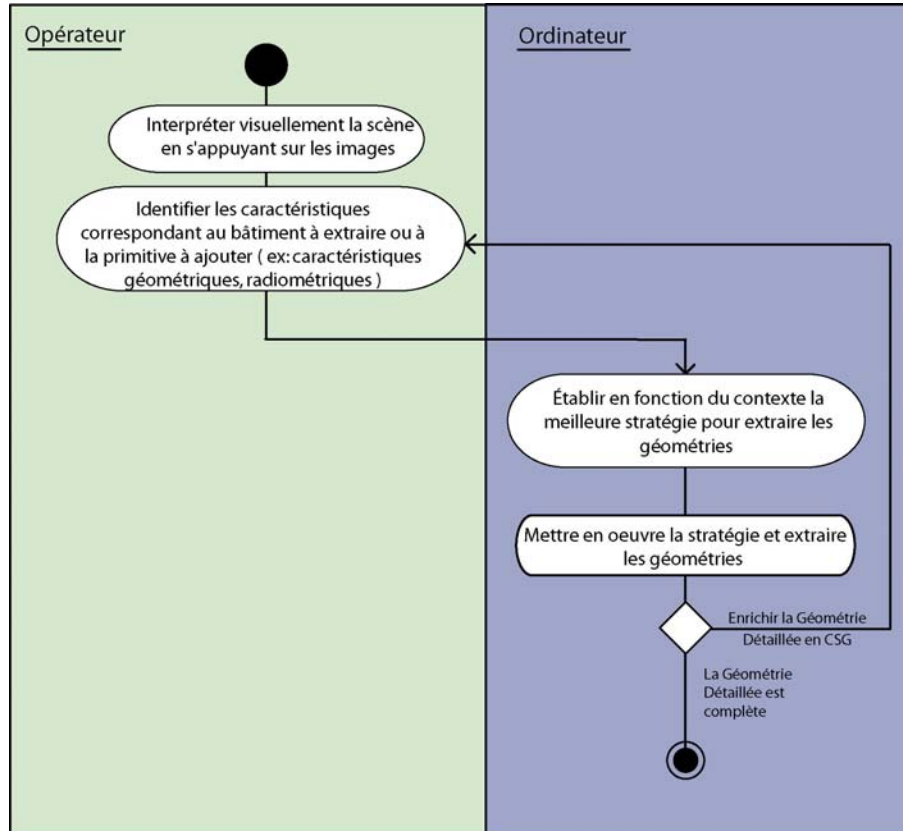 Opérateur
Ordinateur
Interpréter visuellement la scène
en s'appuyant sur les images
Identifier les caractéristiques
correspondant au bâtiment à extraire ou à
la primitive à ajouter ( ex: caractéristiques
géométriques, radiométriques )
Établir en fonction du contexte la
meilleure stratégie pour extraire les
géométries
Mettre en oeuvre la stratégie et extraire
les géométries
Enrichir la Géométrie
Détaillée en CSG
La Géométrie
Détaillée est
complète